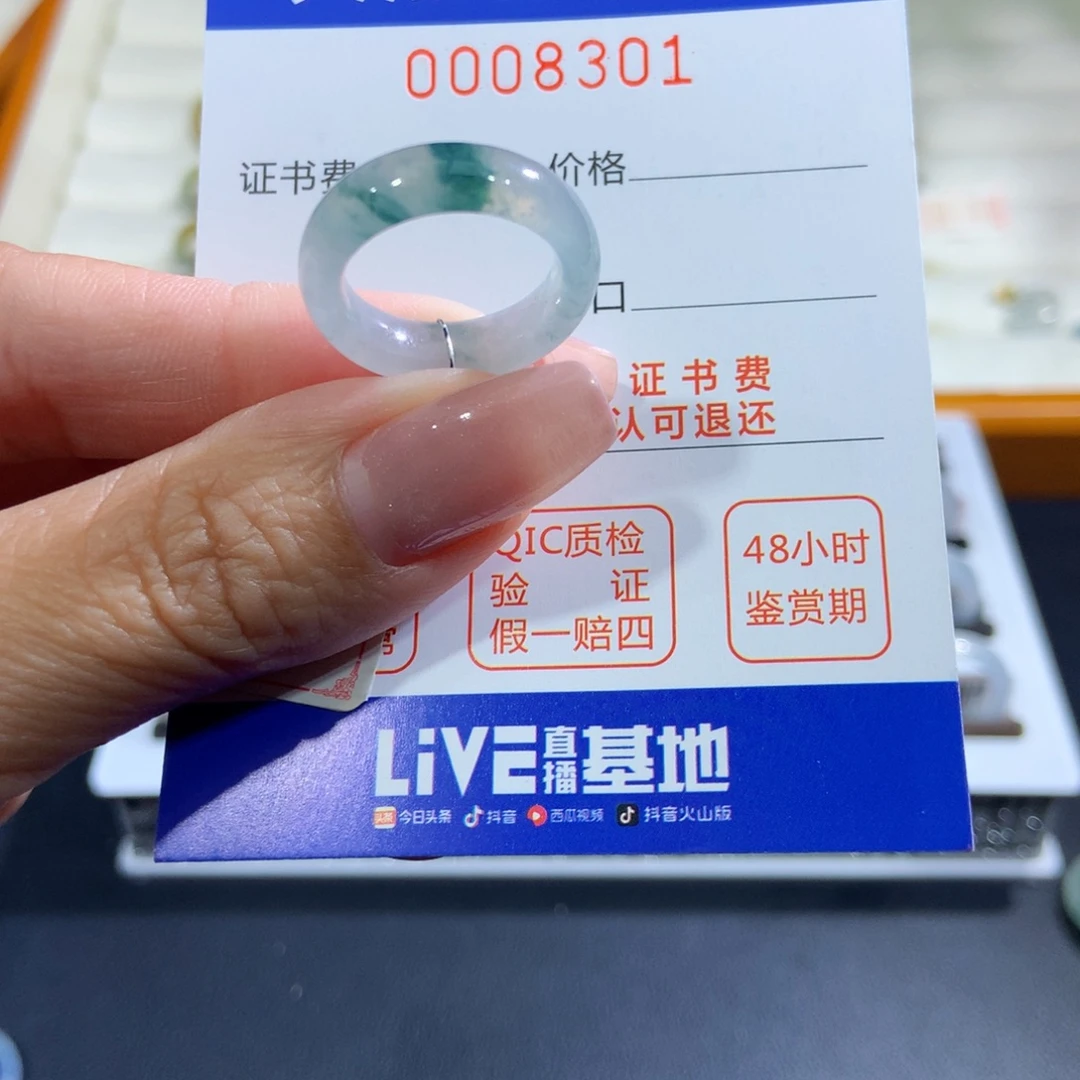 0008301
证书费 价格
口
证书费
认可退还
QIC质检
验 证
假一赔四
48小时
鉴赏期
LiVE直播基地
头条 今日头条 抖音 西瓜视频 抖音火山版